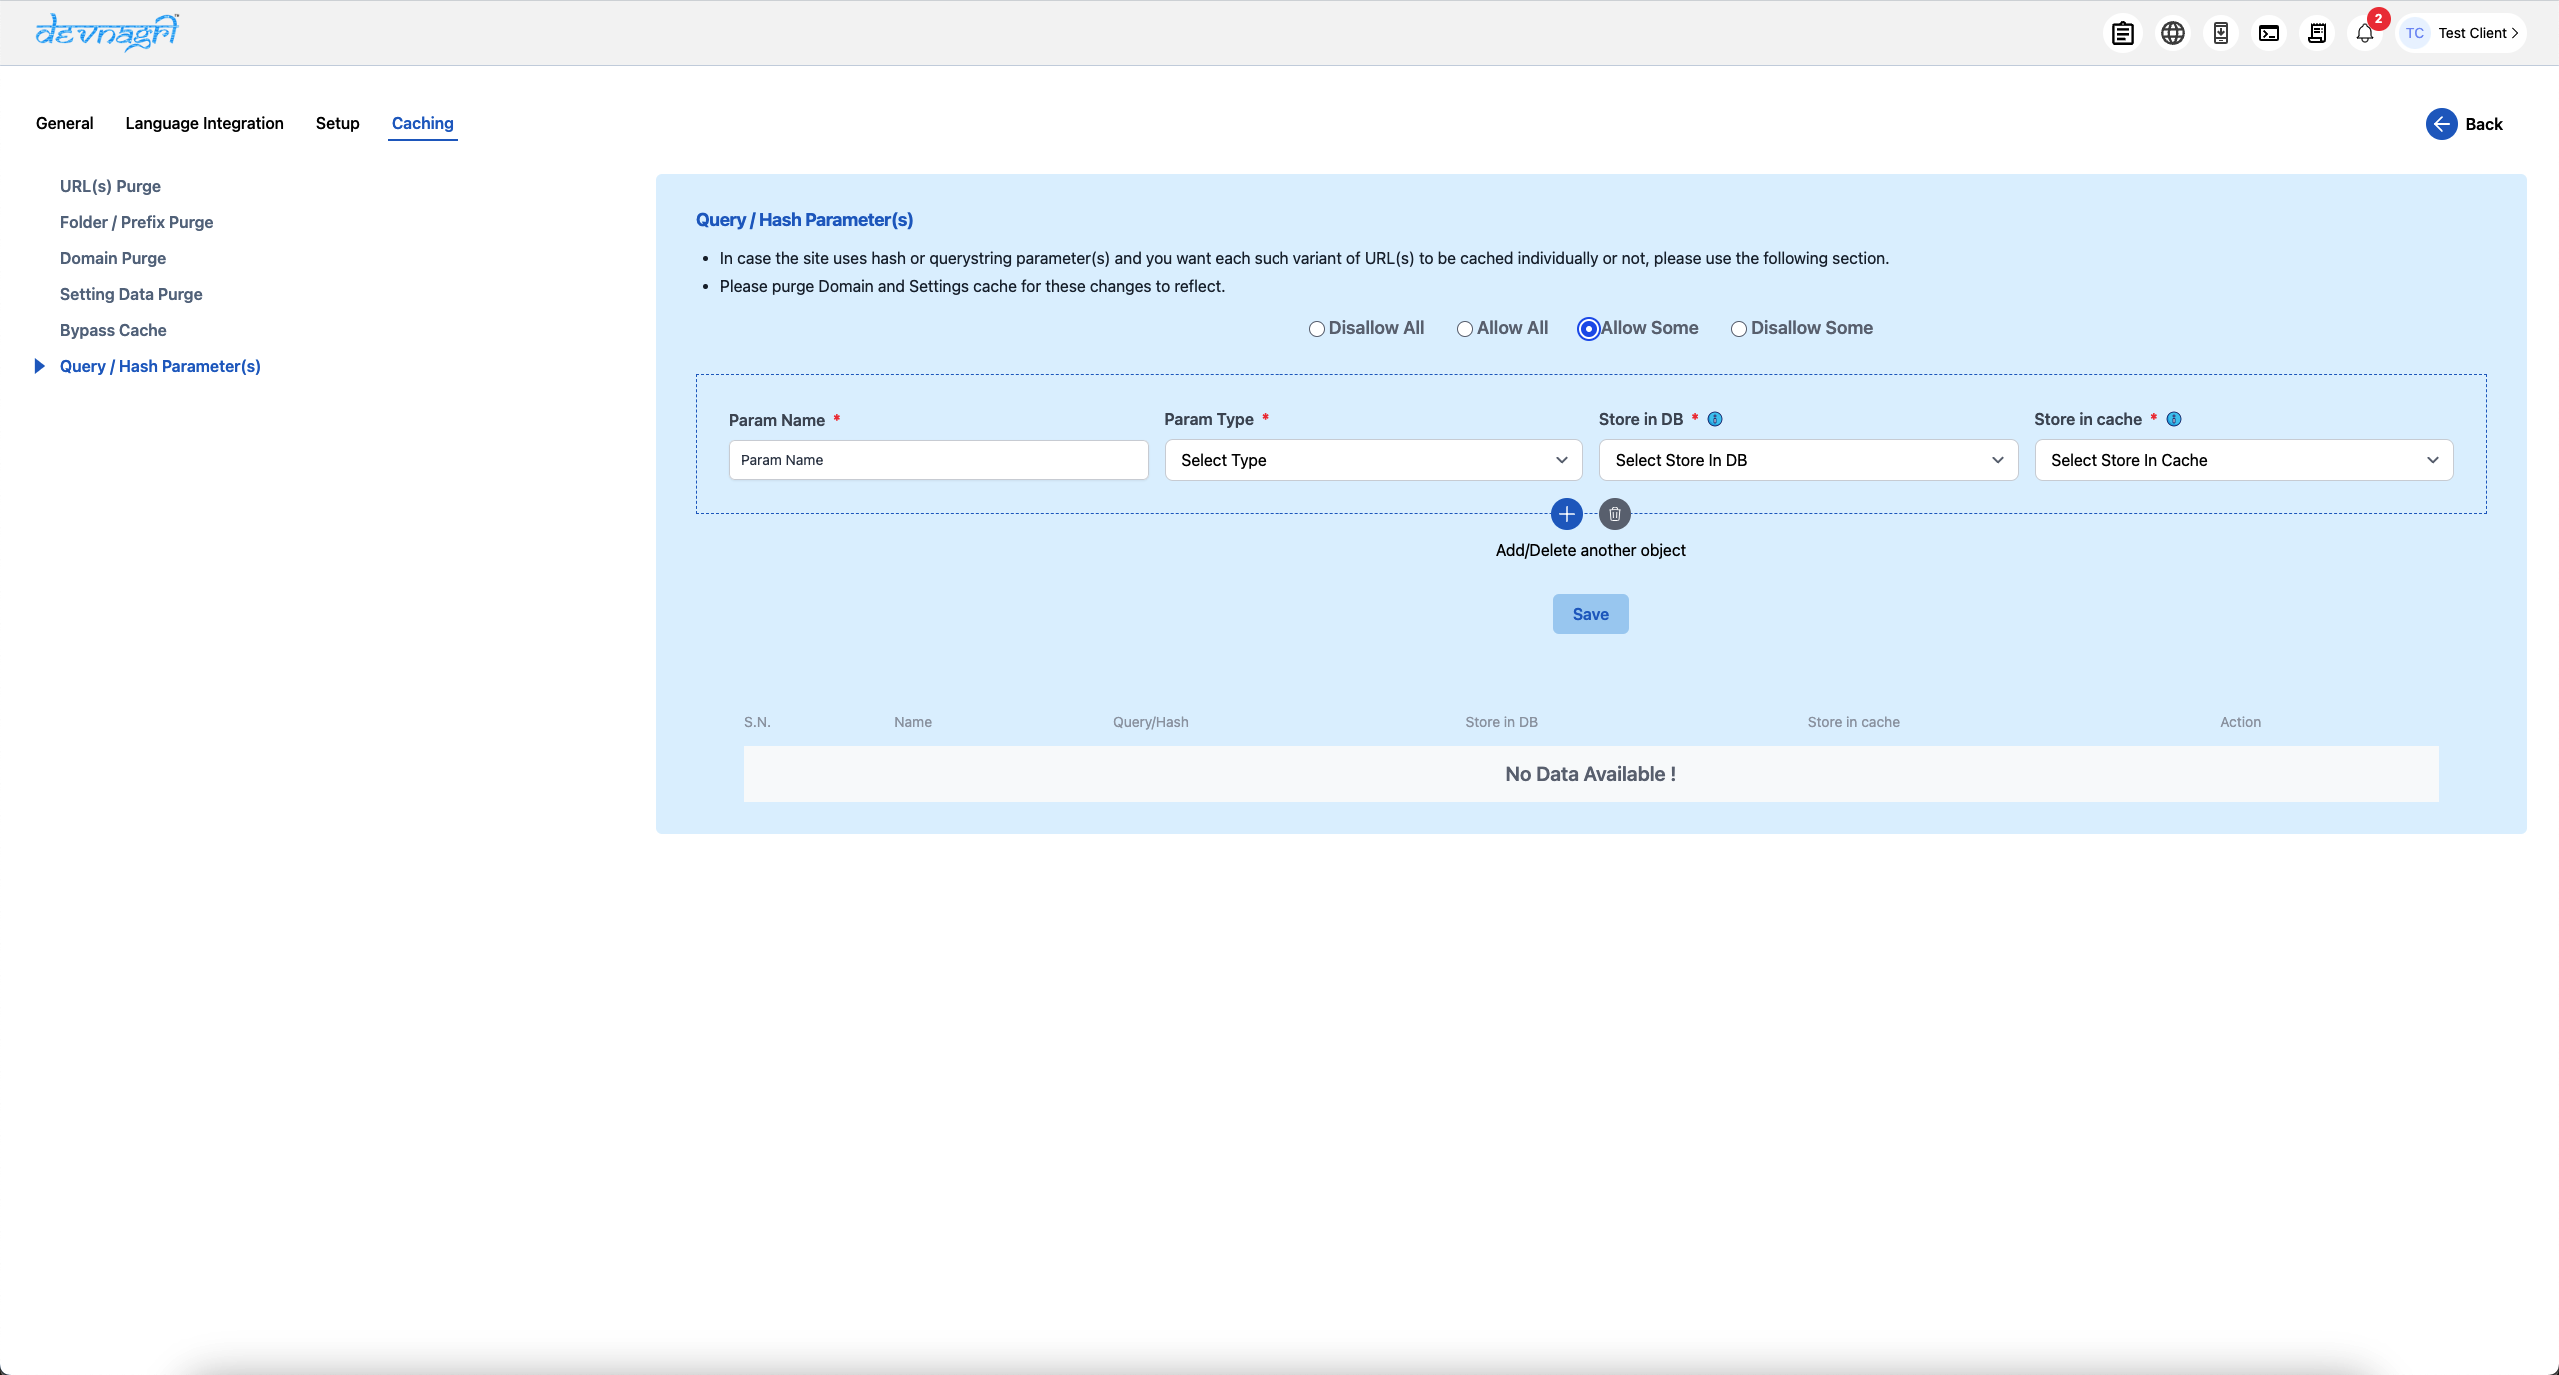 devnagri
2
TC Test Client
General Language Integration Setup Caching
Back
URL(s) Purge
Folder / Prefix Purge
Domain Purge
Setting Data Purge
Bypass Cache
Query / Hash Parameter(s)
Query / Hash Parameter(s)
• In case the site uses hash or querystring parameter(s) and you want each such variant of URL(s) to be cached individually or not, please use the following section.
• Please purge Domain and Settings cache for these changes to reflect.
Disallow All Allow All Allow Some Disallow Some
Param Name * Param Type * Store in DB * Store in cache *
Param Name Select Type Select Store In DB Select Store In Cache
Add/Delete another object
Save
S.N. Name Query/Hash Store in DB Store in cache Action
No Data Available !